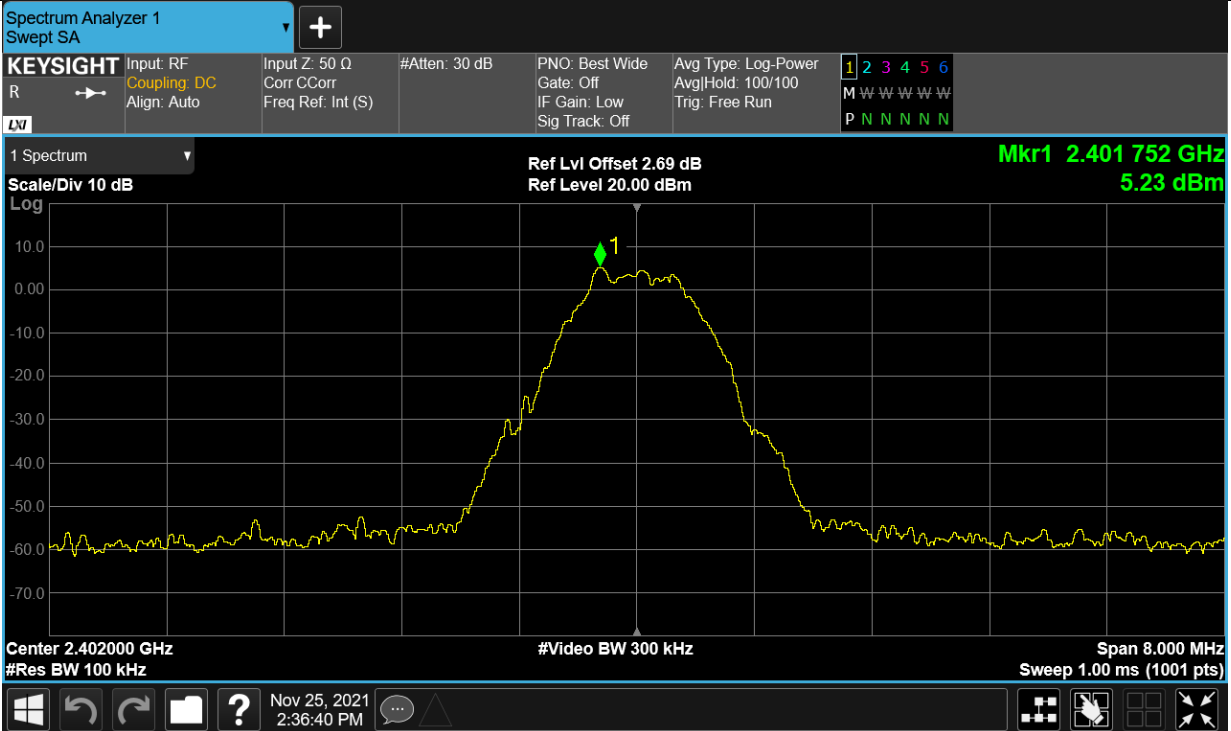 Spectrum Analyzer 1
Swept SA
KEYSIGHT
R
LXI
Input: RF
Coupling: DC
Align: Auto
Input Z: 50 Ω
Corr CCorr
Freq Ref: Int (S)
#Atten: 30 dB
PNO: Best Wide
Gate: Off
IF Gain: Low
Sig Track: Off
Avg Type: Log-Power
Avg|Hold: 100/100
Trig: Free Run
1 2 3 4 5 6
M W W W W W
P N N N N N
1 Spectrum
Scale/Div 10 dB
Log
Ref Lvl Offset 2.69 dB
Ref Level 20.00 dBm
Mkr1 2.401 752 GHz
5.23 dBm
1
10.0
0.00
-10.0
-20.0
-30.0
-40.0
-50.0
-60.0
-70.0
Center 2.402000 GHz
#Res BW 100 kHz
#Video BW 300 kHz
Span 8.000 MHz
Sweep 1.00 ms (1001 pts)
Nov 25, 2021
2:36:40 PM